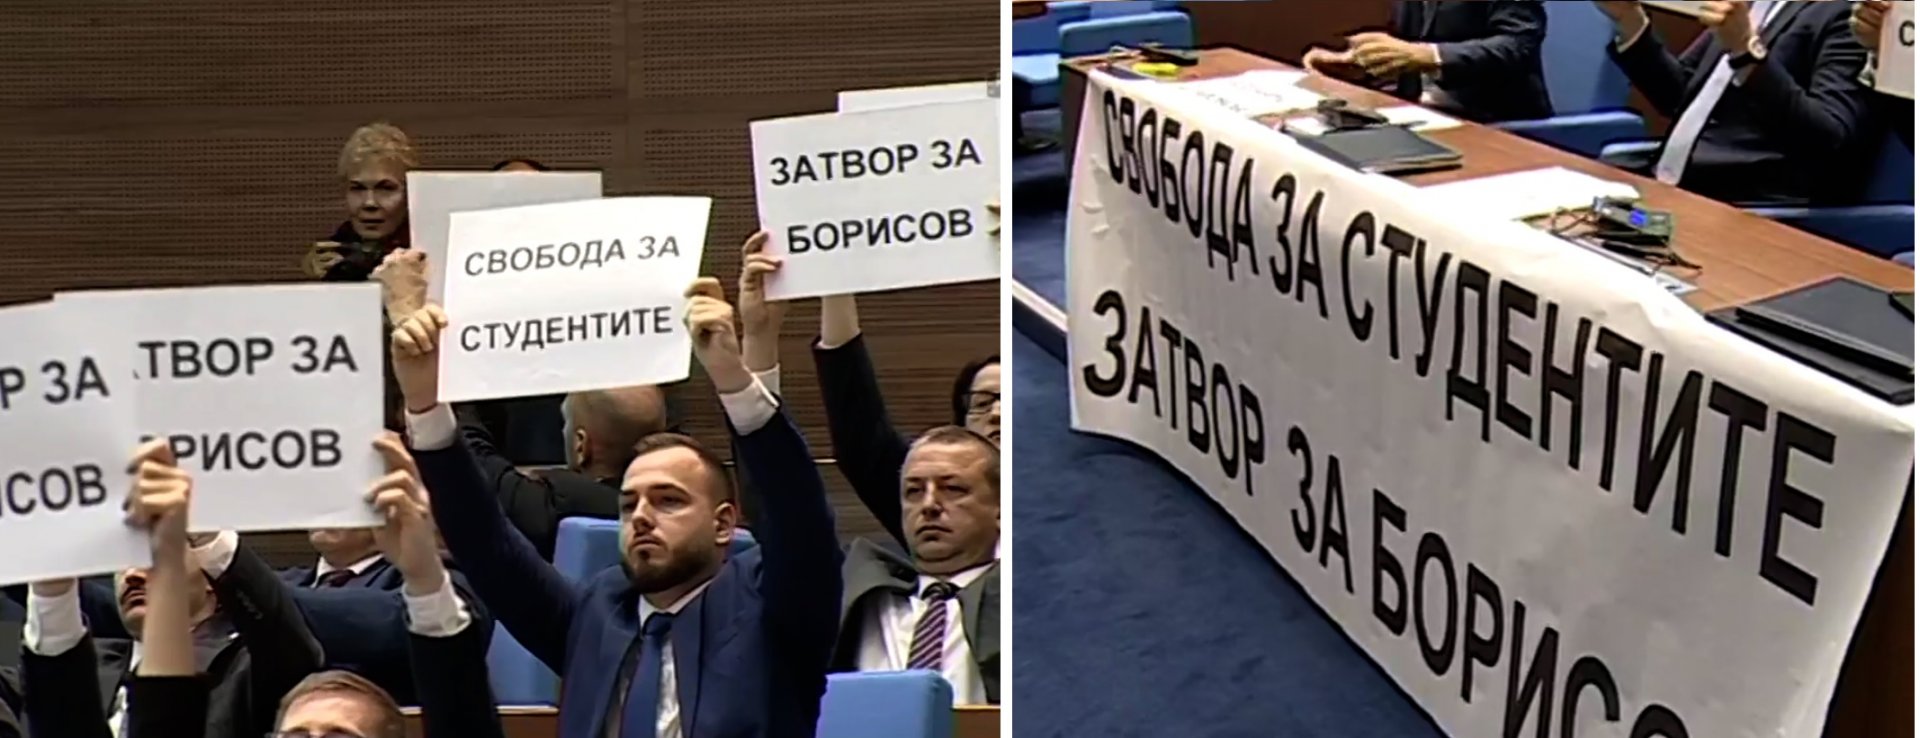 СВОБОДА ЗА
СТУДЕНТИТЕ
ЗАТВОР ЗА
БОРИСОВ
ТВОР ЗА
РИСОВ
Р ЗА
СОВ
СВОБОДА ЗА СТУДЕНТИТЕ
ЗАТВОР ЗА БОРИСО
С